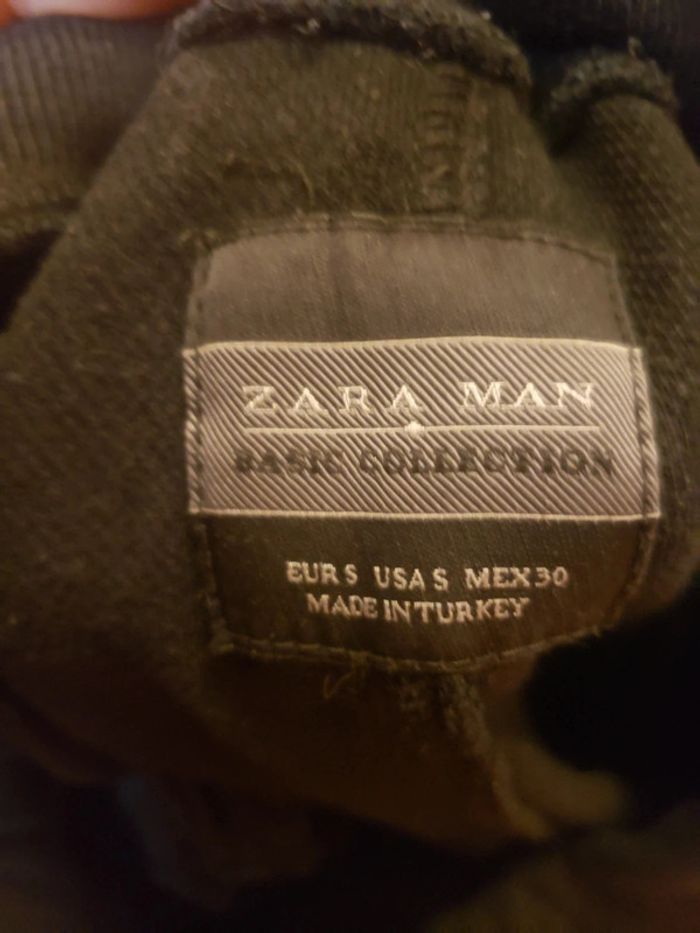 ZARA MAN
BASIC COLLECTION
EUR S USA S MEX 30
MADE IN TURKEY